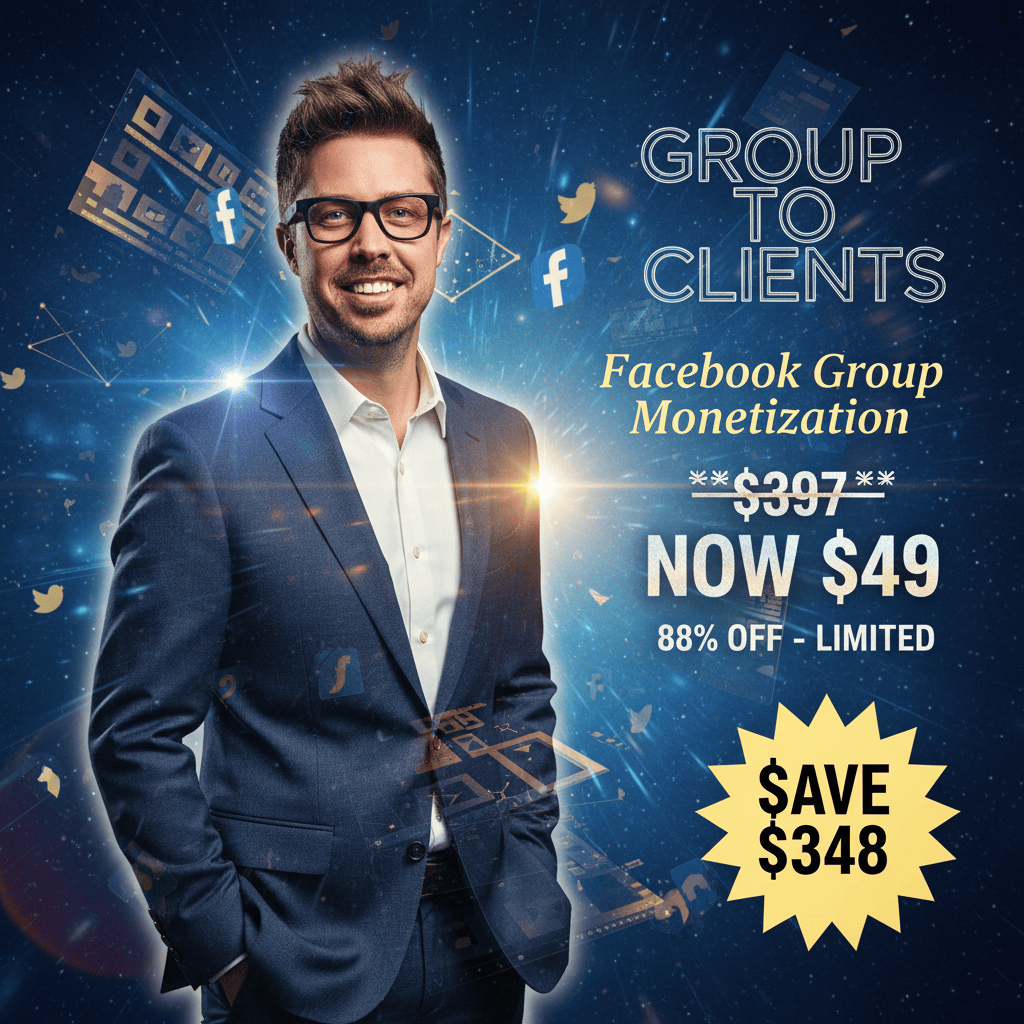 GROUP
TO
CLIENTS
Facebook Group
Monetization
**$397**
NOW $49
88% OFF - LIMITED
$AVE
$348